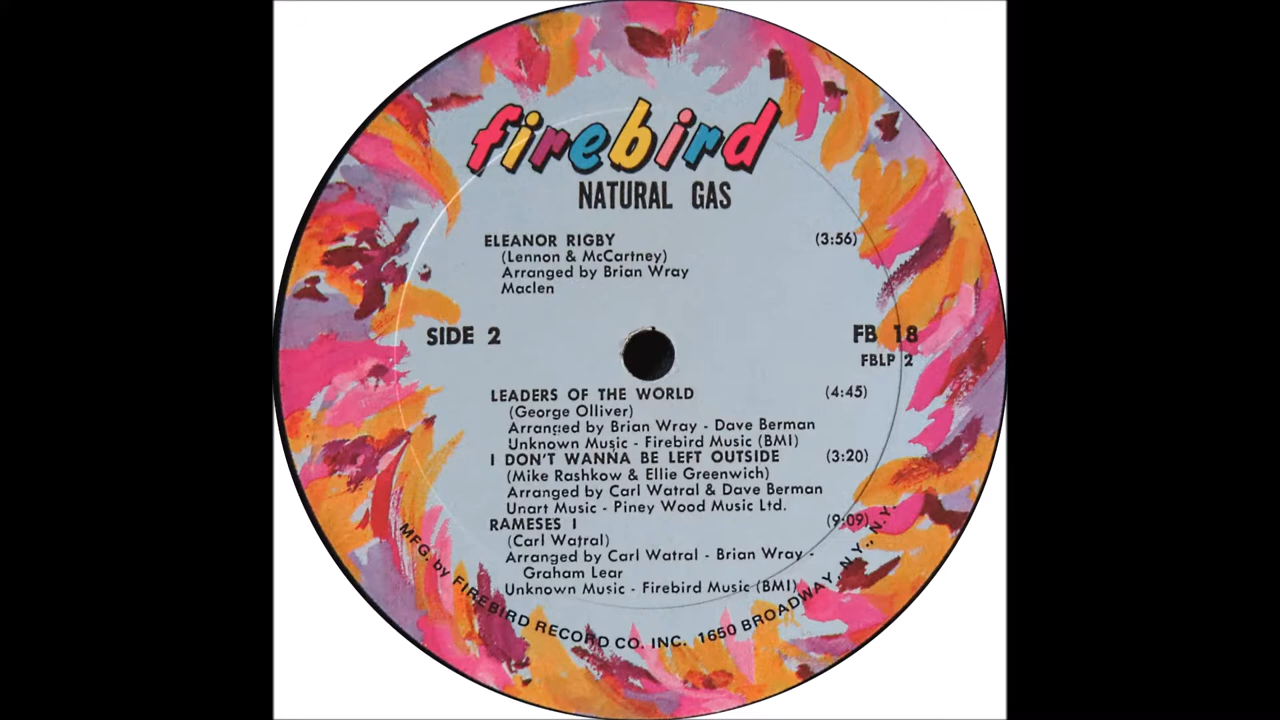 firebird
NATURAL GAS
ELEANOR RIGBY (3:56)
(Lennon & McCartney)
Arranged by Brian Wray
Maclen
SIDE 2 FB 18
FBLP 2
LEADERS OF THE WORLD (4:45)
(George Olliver)
Arranged by Brian Wray - Dave Berman
Unknown Music - Firebird Music (BMI)
I DON'T WANNA BE LEFT OUTSIDE (3:20)
(Mike Rashkow & Ellie Greenwich)
Arranged by Carl Watral & Dave Berman
Unart Music - Piney Wood Music Ltd.
RAMESES I (9:09)
(Carl Watral)
Arranged by Carl Watral - Brian Wray -
Graham Lear
Unknown Music - Firebird Music (BMI)
MFG. by FIREBIRD RECORD CO. INC. 1650 BROADWAY N.Y., N.Y.